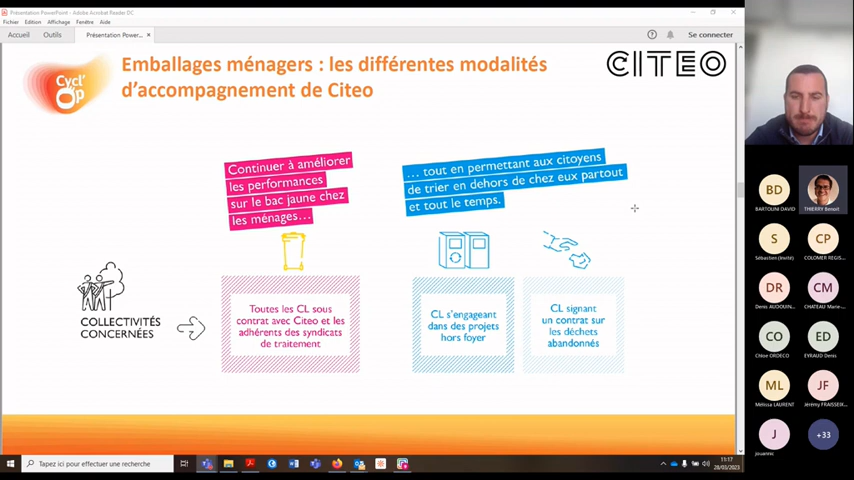 Présentation PowerPoint - Adobe Acrobat Reader DC
Fichier Edition Affichage Fenêtre Aide
Accueil
Outils
Présentation Power...
Se connecter
Cycl'
Op
Emballages ménagers : les différentes modalités
d'accompagnement de Citeo
CITEO
Continuer à améliorer
les performances
sur le bac jaune chez
les ménages...
... tout en permettant aux citoyens
de trier en dehors de chez eux partout
et tout le temps.
COLLECTIVITÉS
CONCERNÉES
Toutes les CL sous
contrat avec Citeo et les
adhérents des syndicats
de traitement
CL s'engageant
dans des projets
hors foyer
CL signant
un contrat sur
les déchets
abandonnés
BD
BARTOLINI DAVID
THIERRY Benoit
S
Sébastien (Invité)
CP
COLOMER REGIS...
DR
Denis AUDOUIN...
CM
CHATEAU Marie-...
CO
Chloe ORDECO
ED
EYRAUD Denis
ML
Mélissa LAURENT
JF
Jérémy FRAISSEIX...
J
jouannic
+33
Tapez ici pour effectuer une recherche
11:17
28/03/2023